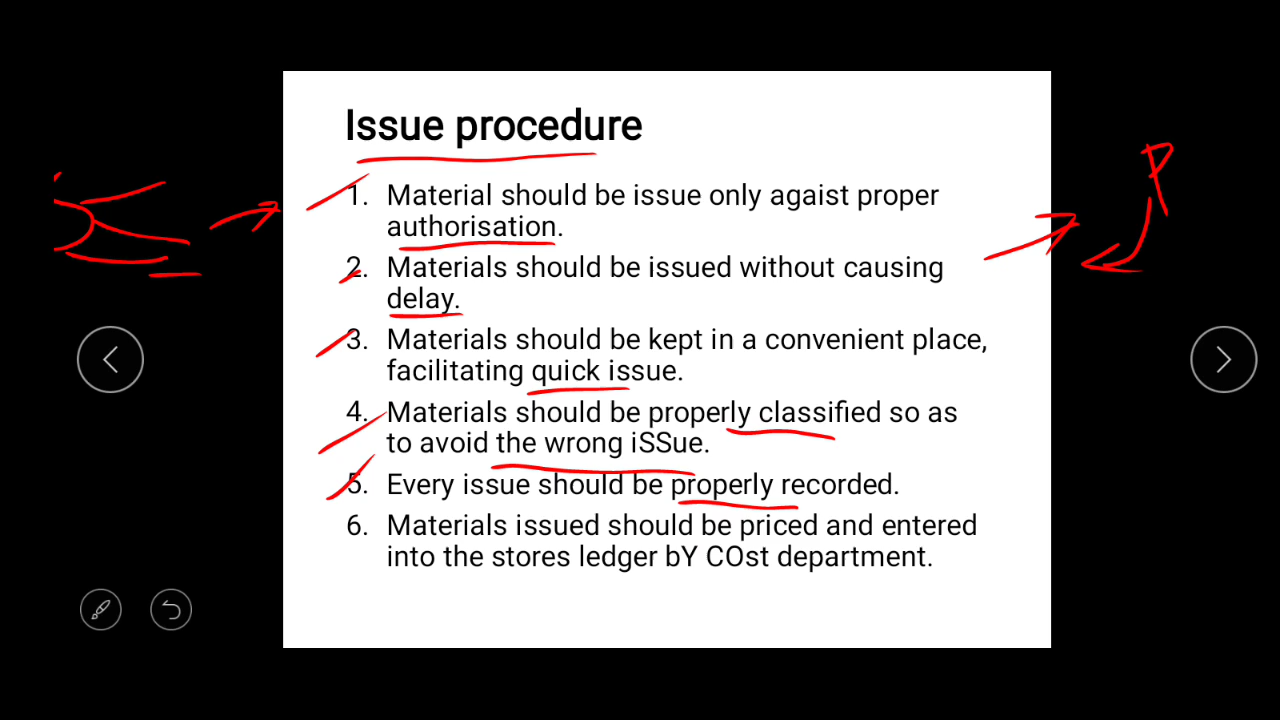 Issue procedure
1. Material should be issue only agaist proper
authorisation.
2. Materials should be issued without causing
delay.
3. Materials should be kept in a convenient place,
facilitating quick issue.
4. Materials should be properly classified so as
to avoid the wrong iSSue.
5. Every issue should be properly recorded.
6. Materials issued should be priced and entered
into the stores ledger bY COst department.
P